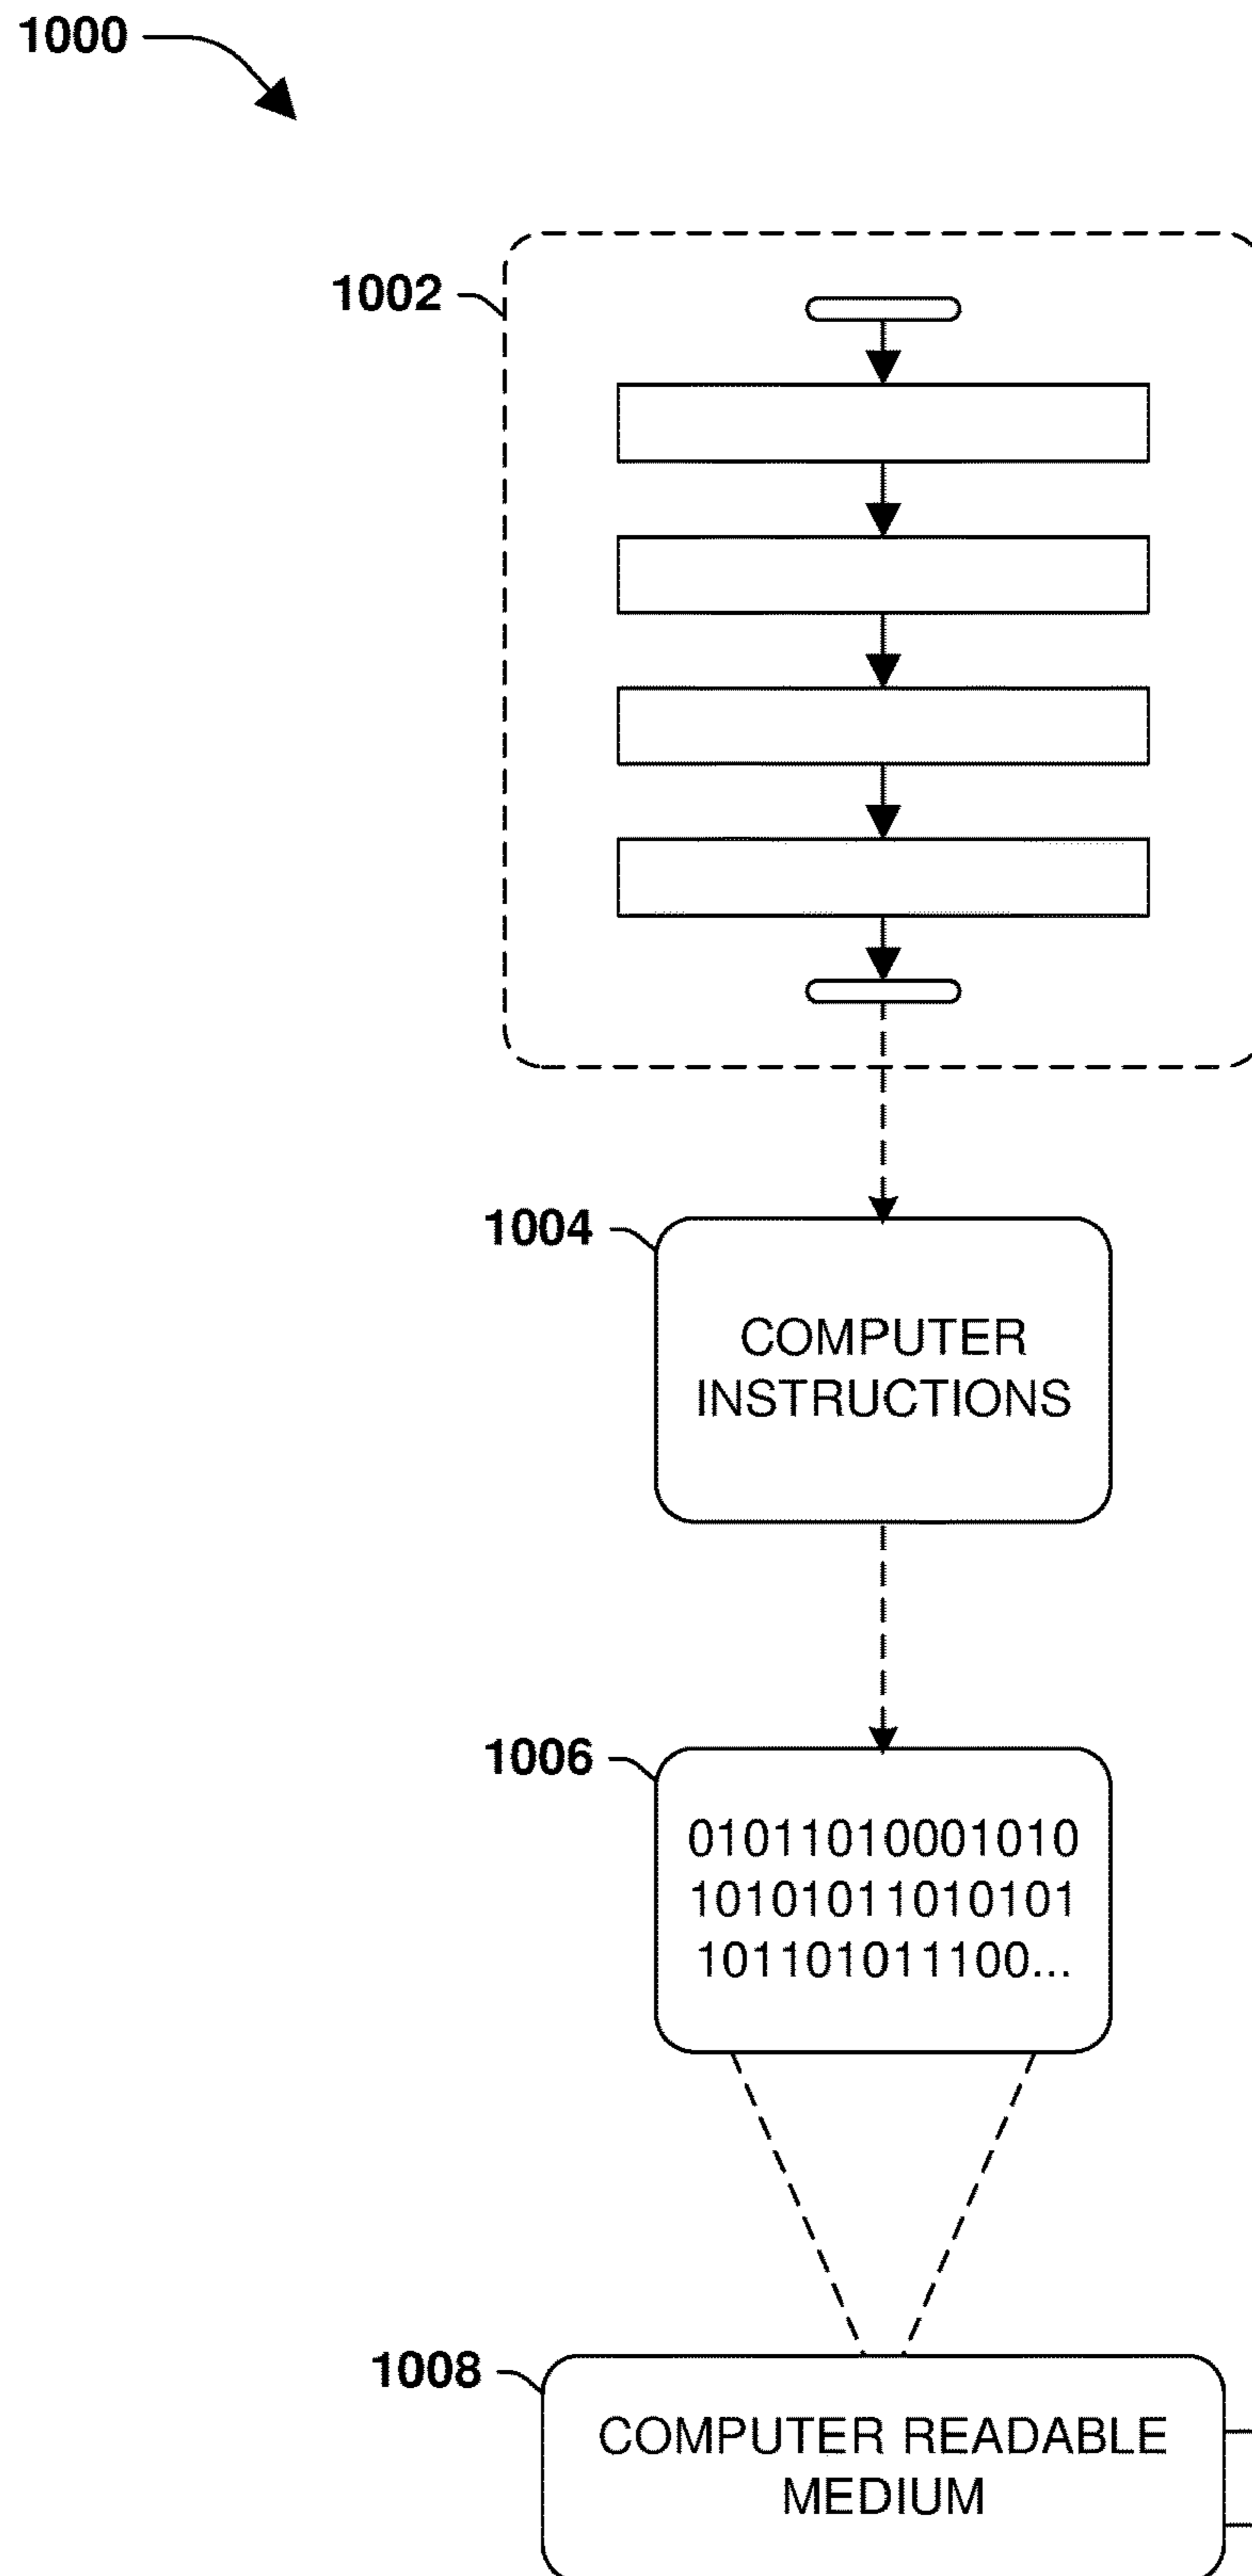 1000
1002
1004
COMPUTER
INSTRUCTIONS
1006
01011010001010
10101011010101
101101011100...
1008
COMPUTER READABLE
MEDIUM